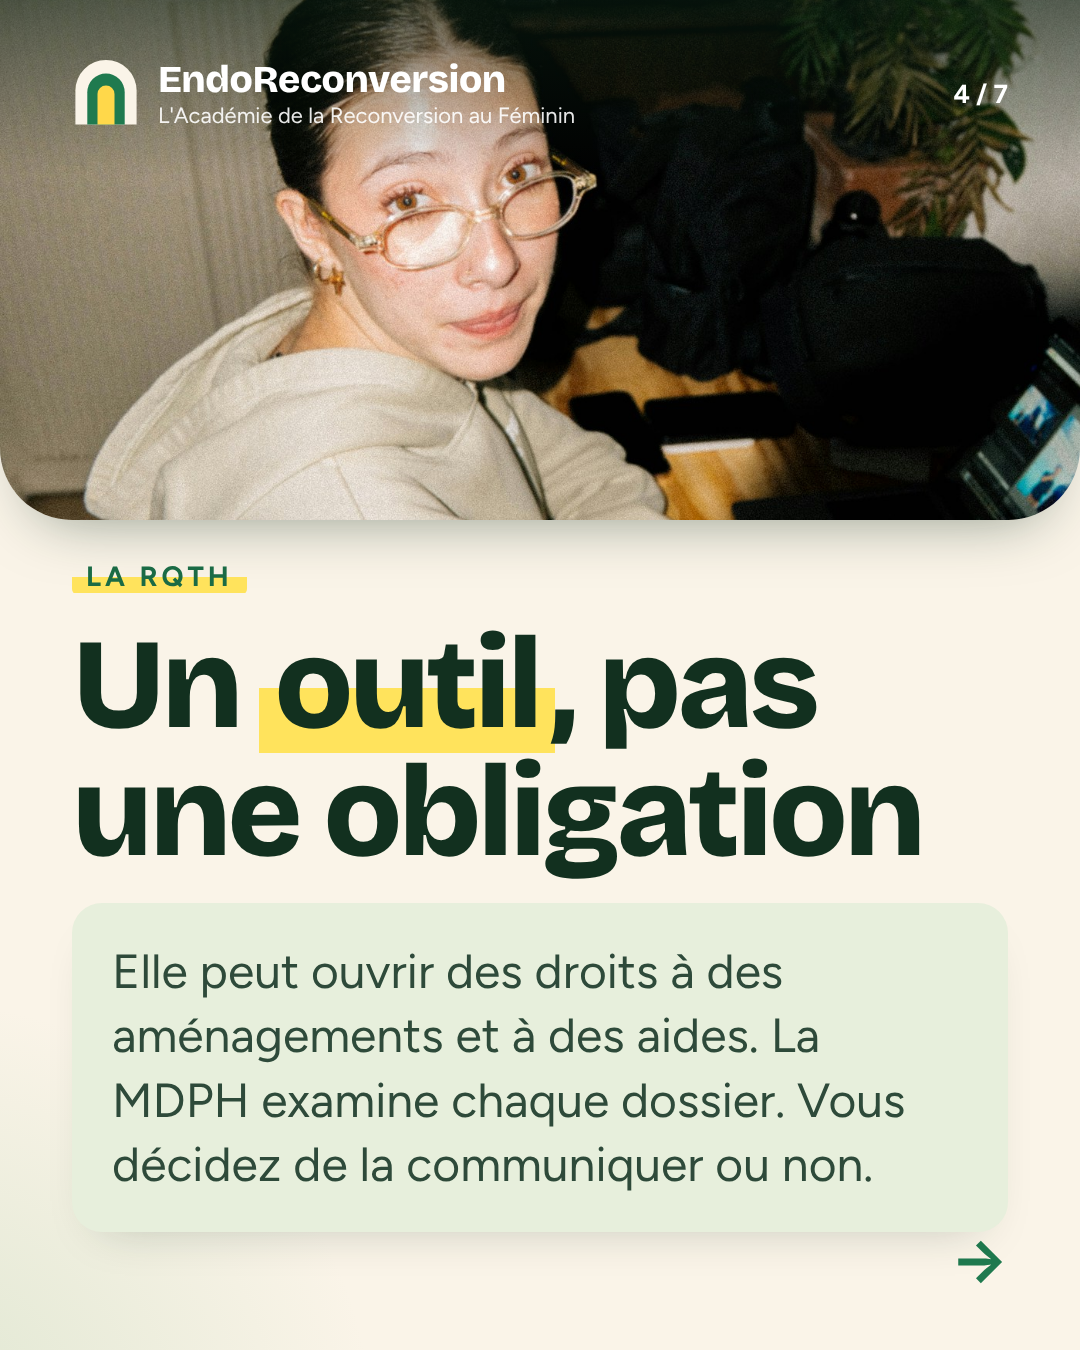 EndoReconversion
L'Académie de la Reconversion au Féminin
4 / 7
LA RQTH
Un outil, pas
une obligation
Elle peut ouvrir des droits à des
aménagements et à des aides. La
MDPH examine chaque dossier. Vous
décidez de la communiquer ou non.